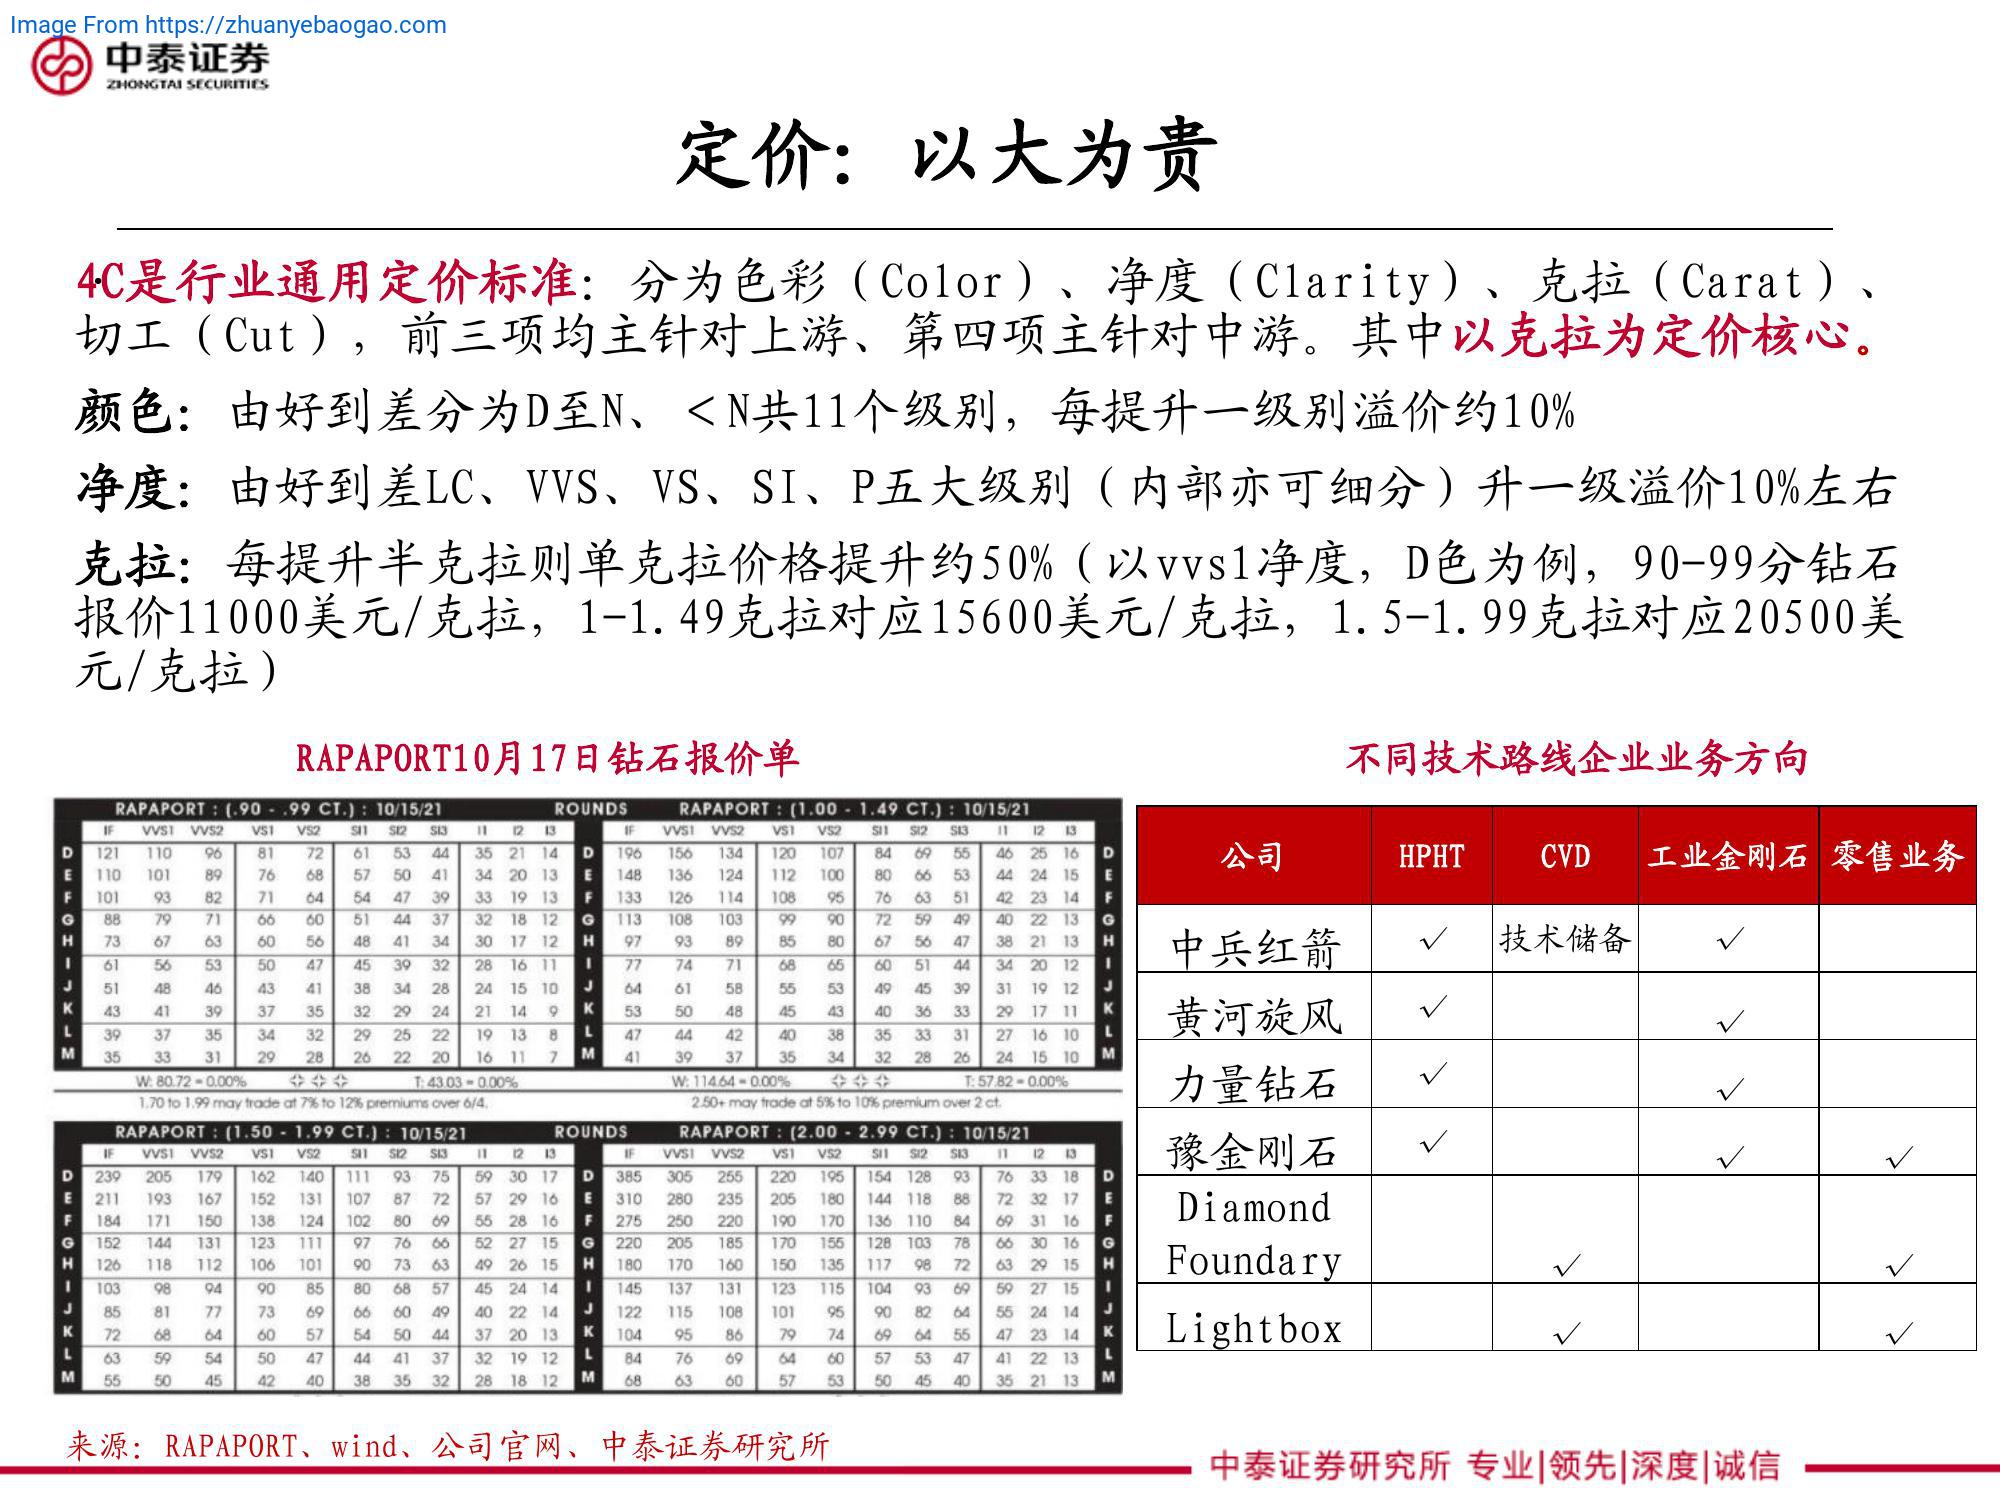 Image From https://zhuanyebaogao.com
中泰证券
ZHONGTAI SECURITIES
定价：以大为贵
4C是行业通用定价标准：分为色彩（Color）、净度（Clarity）、克拉（Carat）、
切工（Cut），前三项均主针对上游、第四项主针对中游。其中以克拉为定价核心。
颜色：由好到差分为D至N、＜N共11个级别，每提升一级别溢价约10%
净度：由好到差LC、VVS、VS、SI、P五大级别（内部亦可细分）升一级溢价10%左右
克拉：每提升半克拉则单克拉价格提升约50%（以vvs1净度，D色为例，90-99分钻石
报价11000美元/克拉，1-1.49克拉对应15600美元/克拉，1.5-1.99克拉对应20500美
元/克拉）
RAPAPORT10月17日钻石报价单
RAPAPORT : (.90 - .99 CT.) : 10/15/21 ROUNDS RAPAPORT : (1.00 - 1.49 CT.) : 10/15/21
IF VVS1 VVS2 VS1 VS2 SI1 SI2 SI3 I1 I2 I3 IF VVS1 VVS2 VS1 VS2 SI1 SI2 SI3 I1 I2 I3
D 121 110 96 81 72 61 53 44 35 21 14 D 196 156 134 120 107 84 69 55 46 25 16 D
E 110 101 89 76 68 57 50 41 34 20 13 E 148 136 124 112 100 80 66 53 44 24 15 E
F 101 93 82 71 64 54 47 39 33 19 13 F 133 126 114 108 95 76 63 51 42 23 14 F
G 88 79 71 66 60 51 44 37 32 18 12 G 113 108 103 99 90 72 59 49 40 22 13 G
H 73 67 63 60 56 48 41 34 30 17 12 H 97 93 89 85 80 67 56 47 38 21 13 H
I 61 56 53 50 47 45 39 32 28 16 11 I 77 74 71 68 65 60 51 44 34 20 12 I
J 51 48 46 43 41 38 34 28 24 15 10 J 64 61 58 55 53 49 45 39 31 19 12 J
K 43 41 39 37 35 32 29 24 21 14 9 K 53 50 48 45 43 40 36 33 29 17 11 K
L 39 37 35 34 32 29 25 22 19 13 8 L 47 44 42 40 38 35 33 31 27 16 10 L
M 35 33 31 29 28 26 22 20 16 11 7 M 41 39 37 35 34 32 28 26 24 15 10 M
W: 80.72 = 0.00% T: 43.03 = 0.00% W: 114.64 = 0.00% T: 57.82 = 0.00%
1.70 to 1.99 may trade at 7% to 12% premiums over 6/4. 2.50+ may trade at 5% to 10% premium over 2 ct.
RAPAPORT : (1.50 - 1.99 CT.) : 10/15/21 ROUNDS RAPAPORT : (2.00 - 2.99 CT.) : 10/15/21
IF VVS1 VVS2 VS1 VS2 SI1 SI2 SI3 I1 I2 I3 IF VVS1 VVS2 VS1 VS2 SI1 SI2 SI3 I1 I2 I3
D 239 205 179 162 140 111 93 75 59 30 17 D 385 305 255 220 195 154 128 93 76 33 18 D
E 211 193 167 152 131 107 87 72 57 29 16 E 310 280 235 205 180 144 118 88 72 32 17 E
F 184 171 150 138 124 102 80 69 55 28 16 F 275 250 220 190 170 136 110 84 69 31 16 F
G 152 144 131 123 111 97 76 66 52 27 15 G 220 205 185 170 155 128 103 78 66 30 16 G
H 126 118 112 106 101 90 73 63 49 26 15 H 180 170 160 150 135 117 98 72 63 29 15 H
I 103 98 94 90 85 80 68 57 45 24 14 I 145 137 131 123 115 104 93 69 59 27 15 I
J 85 81 77 73 69 66 60 49 40 22 14 J 122 115 108 101 95 90 82 64 55 24 14 J
K 72 68 64 60 57 54 50 44 37 20 13 K 104 95 86 79 74 69 64 55 47 23 14 K
L 63 59 54 50 47 44 41 37 32 19 12 L 84 76 69 64 60 57 53 47 41 22 13 L
M 55 50 45 42 40 38 35 32 28 18 12 M 68 63 60 57 53 50 45 40 35 21 13 M
不同技术路线企业业务方向
公司 HPHT CVD 工业金刚石 零售业务
中兵红箭 √ 技术储备 √
黄河旋风 √ √
力量钻石 √ √
豫金刚石 √ √ √
Diamond
Foundary √ √
Lightbox √ √
来源：RAPAPORT、wind、公司官网、中泰证券研究所
中泰证券研究所 专业|领先|深度|诚信